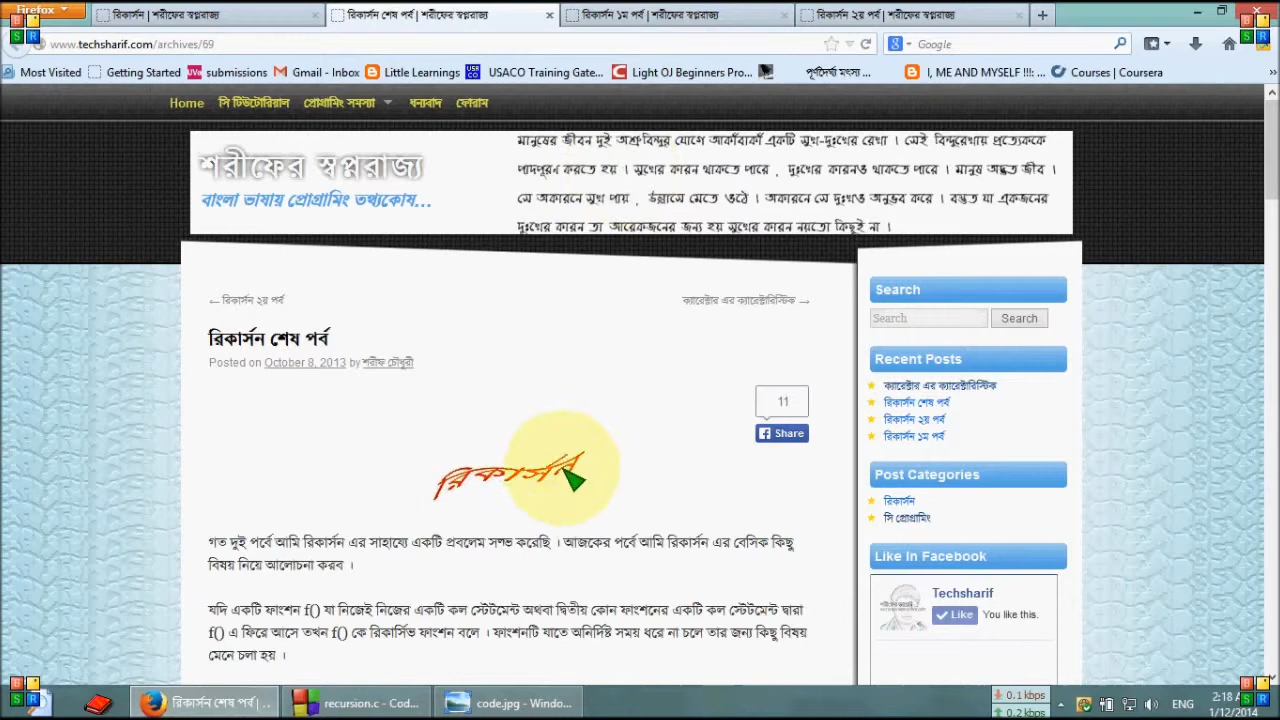 Firefox
রিকার্সন | শরীফের স্বপ্নরাজ্য
রিকার্সন শেষ পর্ব | শরীফের স্বপ্নরাজ্য
রিকার্সন ১ম পর্ব | শরীফের স্বপ্নরাজ্য
রিকার্সন ২য় পর্ব | শরীফের স্বপ্নরাজ্য
www.techsharif.com/archives/69
Google
Most Visited
Getting Started
submissions
Gmail - Inbox
Little Learnings
USACO Training Gate...
Light OJ Beginners Pro...
পূর্ণদৈর্ঘ্য মৎস্য ...
I, ME AND MYSELF !!!: ...
Courses | Coursera
Home
সি টিউটোরিয়াল
প্রোগ্রামিং সমস্যা
ধন্যবাদ
ফোরাম
শরীফের স্বপ্নরাজ্য
বাংলা ভাষায় প্রোগ্রামিং তথ্যকোষ...
মানুষের জীবন দুই অশ্রুবিন্দুর যোগে আকাঁবাকাঁ একটি সুখ-দুঃখের রেখা । সেই বিন্দুরেখায় প্রত্যেককে
পাদপূরণ করতে হয় । সুখের কারন থাকতে পারে , দুঃখের কারনও থাকতে পারে । মানুষ অদ্ভুত জীব ।
সে অকারনে সুখ পায় , উল্লাসে মেতে ওঠে । অকারনে সে দুঃখও অনুভব করে । বস্তুত যা একজনের
দুঃখের কারন তা আরেকজনের জন্য হয় সুখের কারন নয়তো কিছুই না ।
← রিকার্সন ২য় পর্ব
ক্যারেক্টার এর ক্যারেক্টারিস্টিক →
রিকার্সন শেষ পর্ব
Posted on October 8, 2013 by শরীফ চৌধুরী
11
Share
রিকার্সন
গত দুই পর্বে আমি রিকার্সন এর সাহায্যে একটি প্রবলেম সল্ভ করেছি । আজকের পর্বে আমি রিকার্সন এর বেসিক কিছু
বিষয় নিয়ে আলোচনা করব ।
যদি একটি ফাংশন f() যা নিজেই নিজের একটি কল স্টেটমেন্ট অথবা দ্বিতীয় কোন ফাংশনের একটি কল স্টেটমেন্ট দ্বারা
f() এ ফিরে আসে তখন f() কে রিকার্সিভ ফাংশন বলে । ফাংশনটি যাতে অনির্দিষ্ট সময় ধরে না চলে তার জন্য কিছু বিষয়
মেনে চলা হয় ।
Search
Search
Search
Recent Posts
ক্যারেক্টার এর ক্যারেক্টারিস্টিক
রিকার্সন শেষ পর্ব
রিকার্সন ২য় পর্ব
রিকার্সন ১ম পর্ব
Post Categories
রিকার্সন
সি প্রোগ্রামিং
Like In Facebook
Techsharif
Like
You like this.
রিকার্সন শেষ পর্ব | ...
recursion.c - Cod...
code.jpg - Windo...
0.1 kbps
0.2 kbps
ENG
2:18 A
1/12/2014